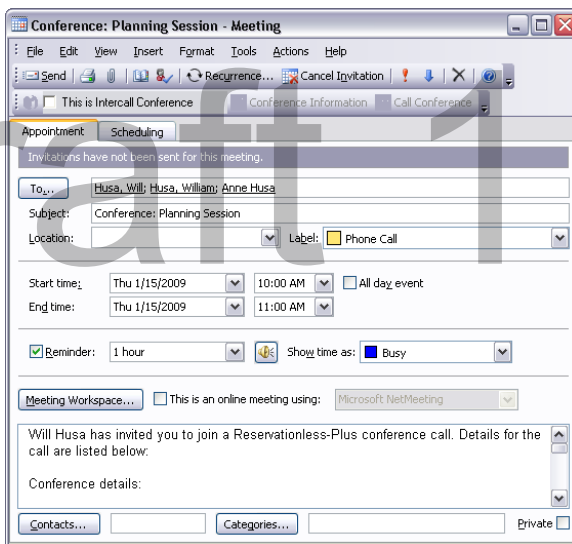 Conference: Planning Session - Meeting
File Edit View Insert Format Tools Actions Help
Send Recurrence... Cancel Invitation
This is Intercall Conference Conference Information Call Conference
Appointment Scheduling
Invitations have not been sent for this meeting.
To... Husa, Will; Husa, William; Anne Husa
Subject: Conference: Planning Session
Location: Label: Phone Call
Start time: Thu 1/15/2009 10:00 AM All day event
End time: Thu 1/15/2009 11:00 AM
Reminder: 1 hour Show time as: Busy
Meeting Workspace... This is an online meeting using: Microsoft NetMeeting
Will Husa has invited you to join a Reservationless-Plus conference call. Details for the
call are listed below:
Conference details:
Contacts... Categories... Private
raft 1